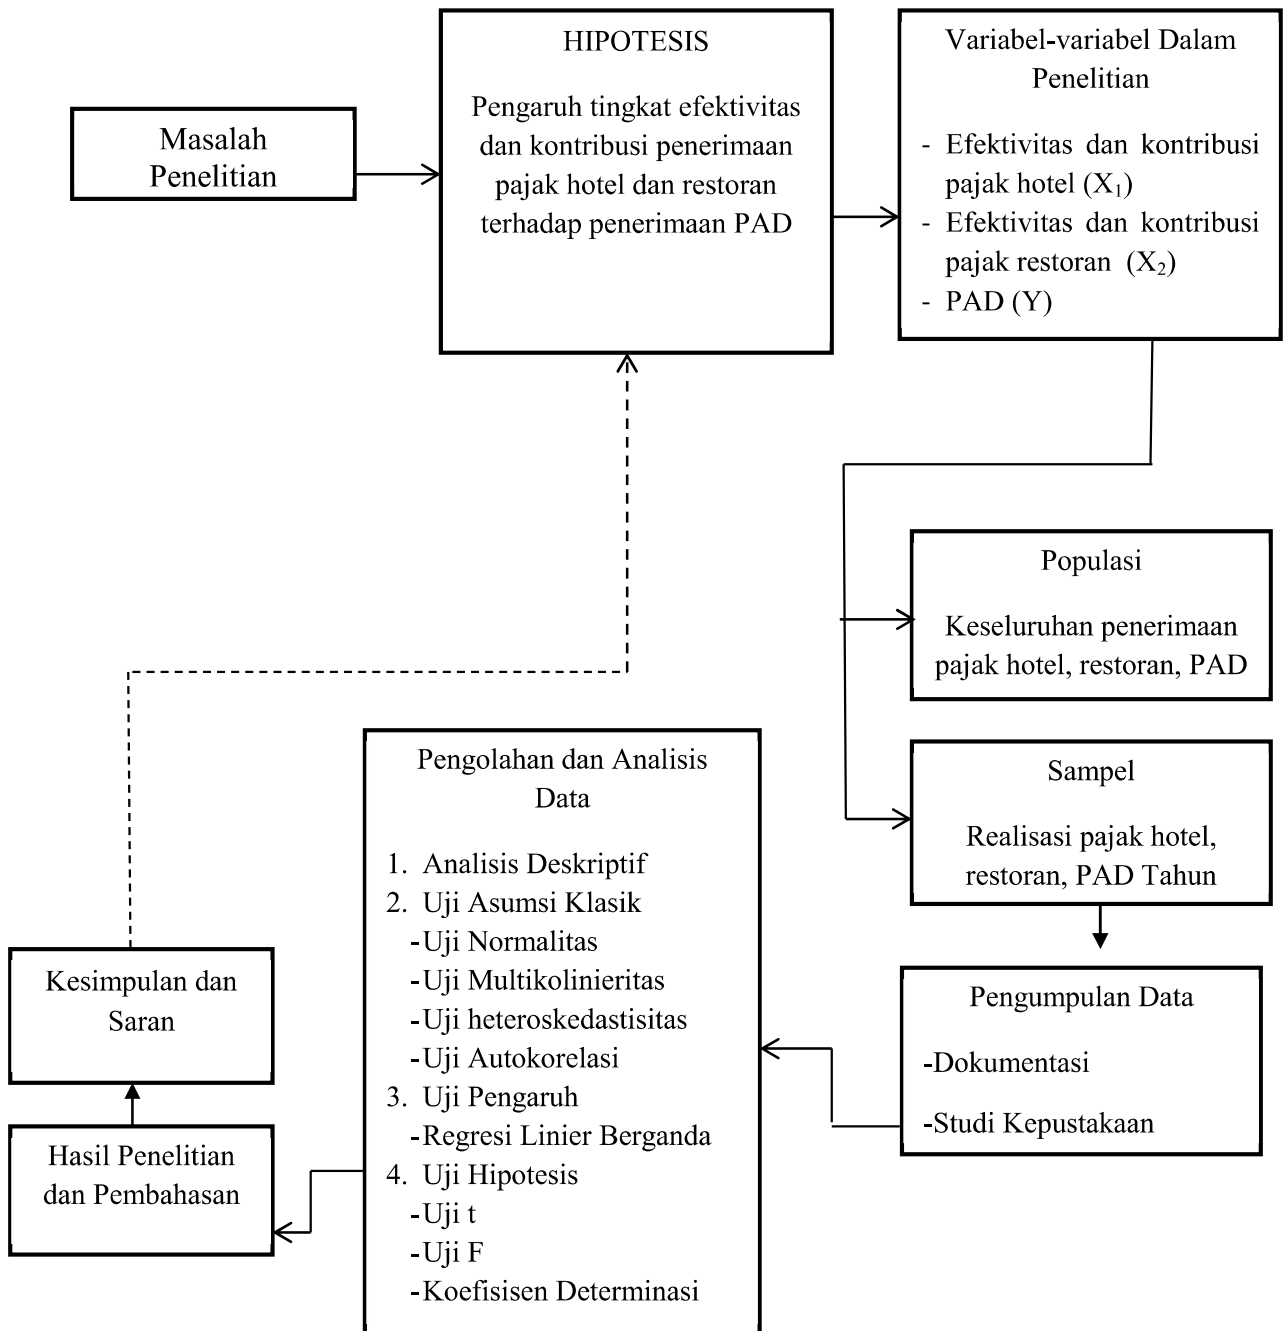 Masalah
Penelitian
HIPOTESIS
Pengaruh tingkat efektivitas
dan kontribusi penerimaan
pajak hotel dan restoran
terhadap penerimaan PAD
Variabel-variabel Dalam
Penelitian
- Efektivitas dan kontribusi
pajak hotel (X₁)
- Efektivitas dan kontribusi
pajak restoran (X₂)
- PAD (Y)
Populasi
Keseluruhan penerimaan
pajak hotel, restoran, PAD
Sampel
Realisasi pajak hotel,
restoran, PAD Tahun
Pengumpulan Data
-Dokumentasi
-Studi Kepustakaan
Pengolahan dan Analisis
Data
1. Analisis Deskriptif
2. Uji Asumsi Klasik
-Uji Normalitas
-Uji Multikolinieritas
-Uji heteroskedastisitas
-Uji Autokorelasi
3. Uji Pengaruh
-Regresi Linier Berganda
4. Uji Hipotesis
-Uji t
-Uji F
-Koefisisen Determinasi
Hasil Penelitian
dan Pembahasan
Kesimpulan dan
Saran